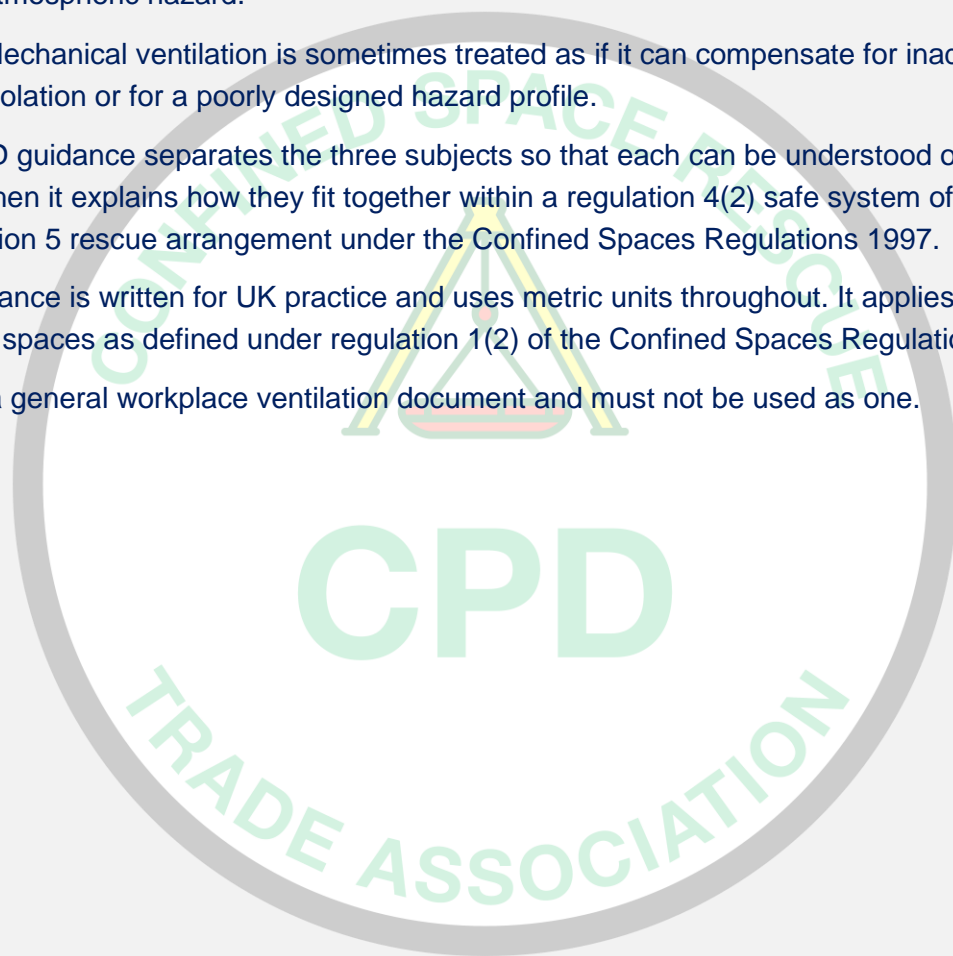 tmospheric hazard.
Mechanical ventilation is sometimes treated as if it can compensate for
olation or for a poorly designed hazard profile.
guidance separates the three subjects so that each can be understood
hen it explains how they fit together within a regulation 4(2) safe system of
ion 5 rescue arrangement under the Confined Spaces Regulations 1997.
ance is written for UK practice and uses metric units throughout. It applies
spaces as defined under regulation 1(2) of the Confined Spaces
a general workplace ventilation document and must not be used as one.
CONFINED SPACE RESCUE
CPD
TRADE ASSOCIATION